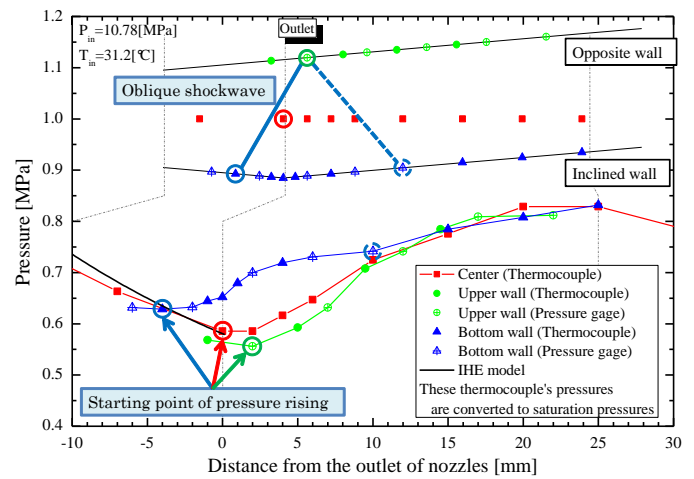 P_in=10.78[MPa]
T_in=31.2[℃]
Outlet
Opposite wall
Oblique shockwave
Inclined wall
Pressure [MPa]
1.2
1.1
1.0
0.9
0.8
0.7
0.6
0.5
0.4
Center (Thermocouple)
Upper wall (Thermocouple)
Upper wall (Pressure gage)
Bottom wall (Thermocouple)
Bottom wall (Pressure gage)
IHE model
These thermocouple's pressures
are converted to saturation pressures
Starting point of pressure rising
-10 -5 0 5 10 15 20 25 30
Distance from the outlet of nozzles [mm]